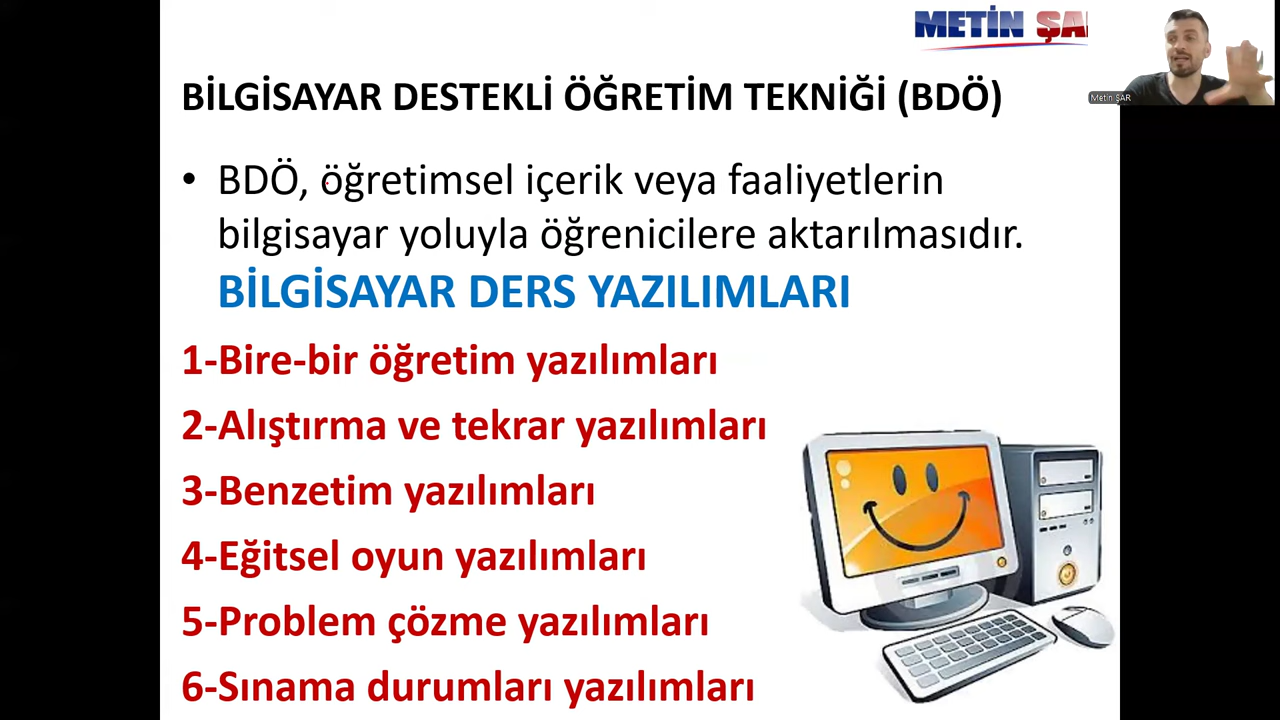 METİN ŞA
Metin ŞAR
BİLGİSAYAR DESTEKLİ ÖĞRETİM TEKNİĞİ (BDÖ)
• BDÖ, öğretimsel içerik veya faaliyetlerin
bilgisayar yoluyla öğrenicilere aktarılmasıdır.
BİLGİSAYAR DERS YAZILIMLARI
1-Bire-bir öğretim yazılımları
2-Alıştırma ve tekrar yazılımları
3-Benzetim yazılımları
4-Eğitsel oyun yazılımları
5-Problem çözme yazılımları
6-Sınama durumları yazılımları